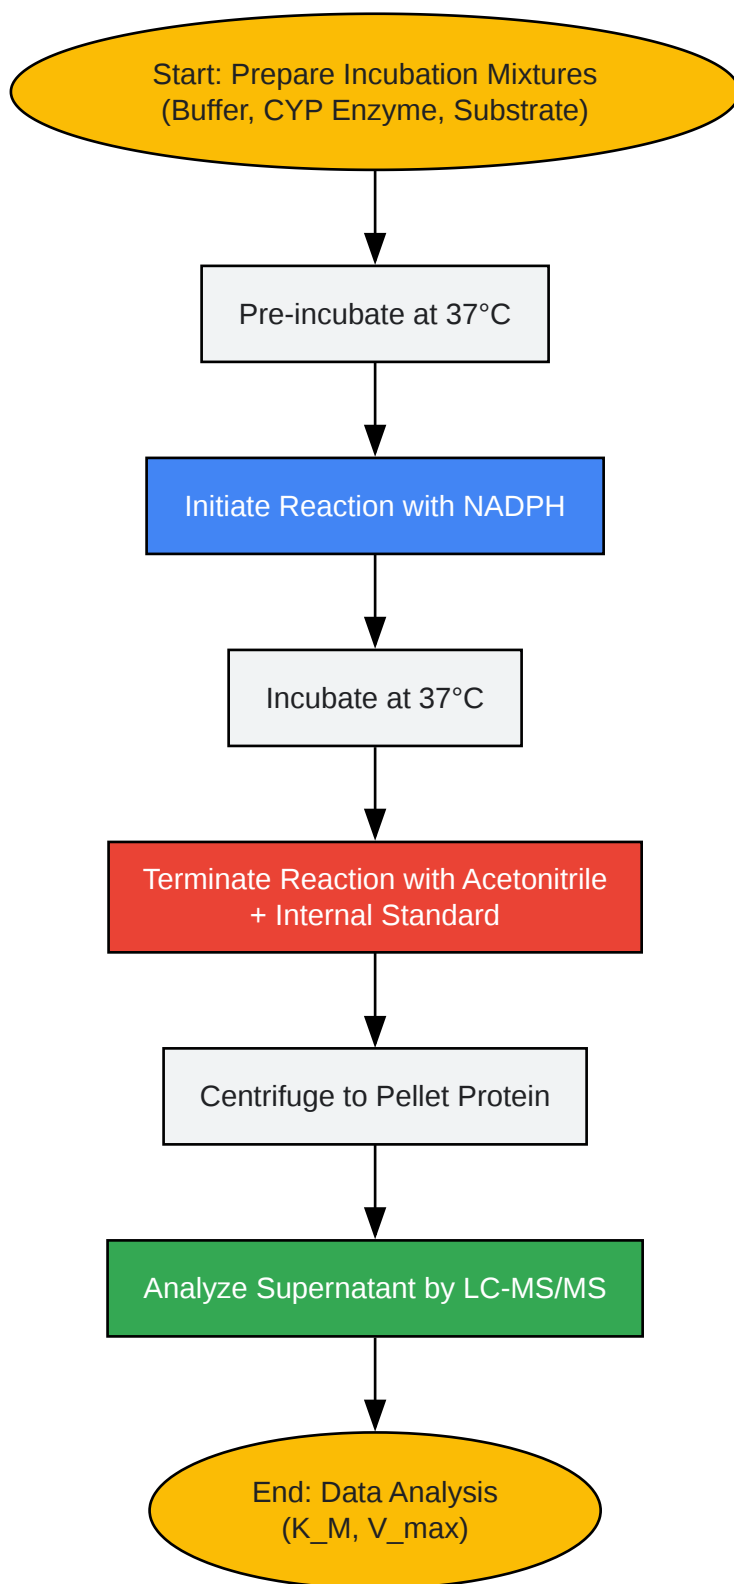 Start: Prepare Incubation Mixtures
(Buffer, CYP Enzyme, Substrate)
Pre-incubate at 37°C
Initiate Reaction with NADPH
Incubate at 37°C
Terminate Reaction with Acetonitrile
+ Internal Standard
Centrifuge to Pellet Protein
Analyze Supernatant by LC-MS/MS
End: Data Analysis
(K_M, V_max)